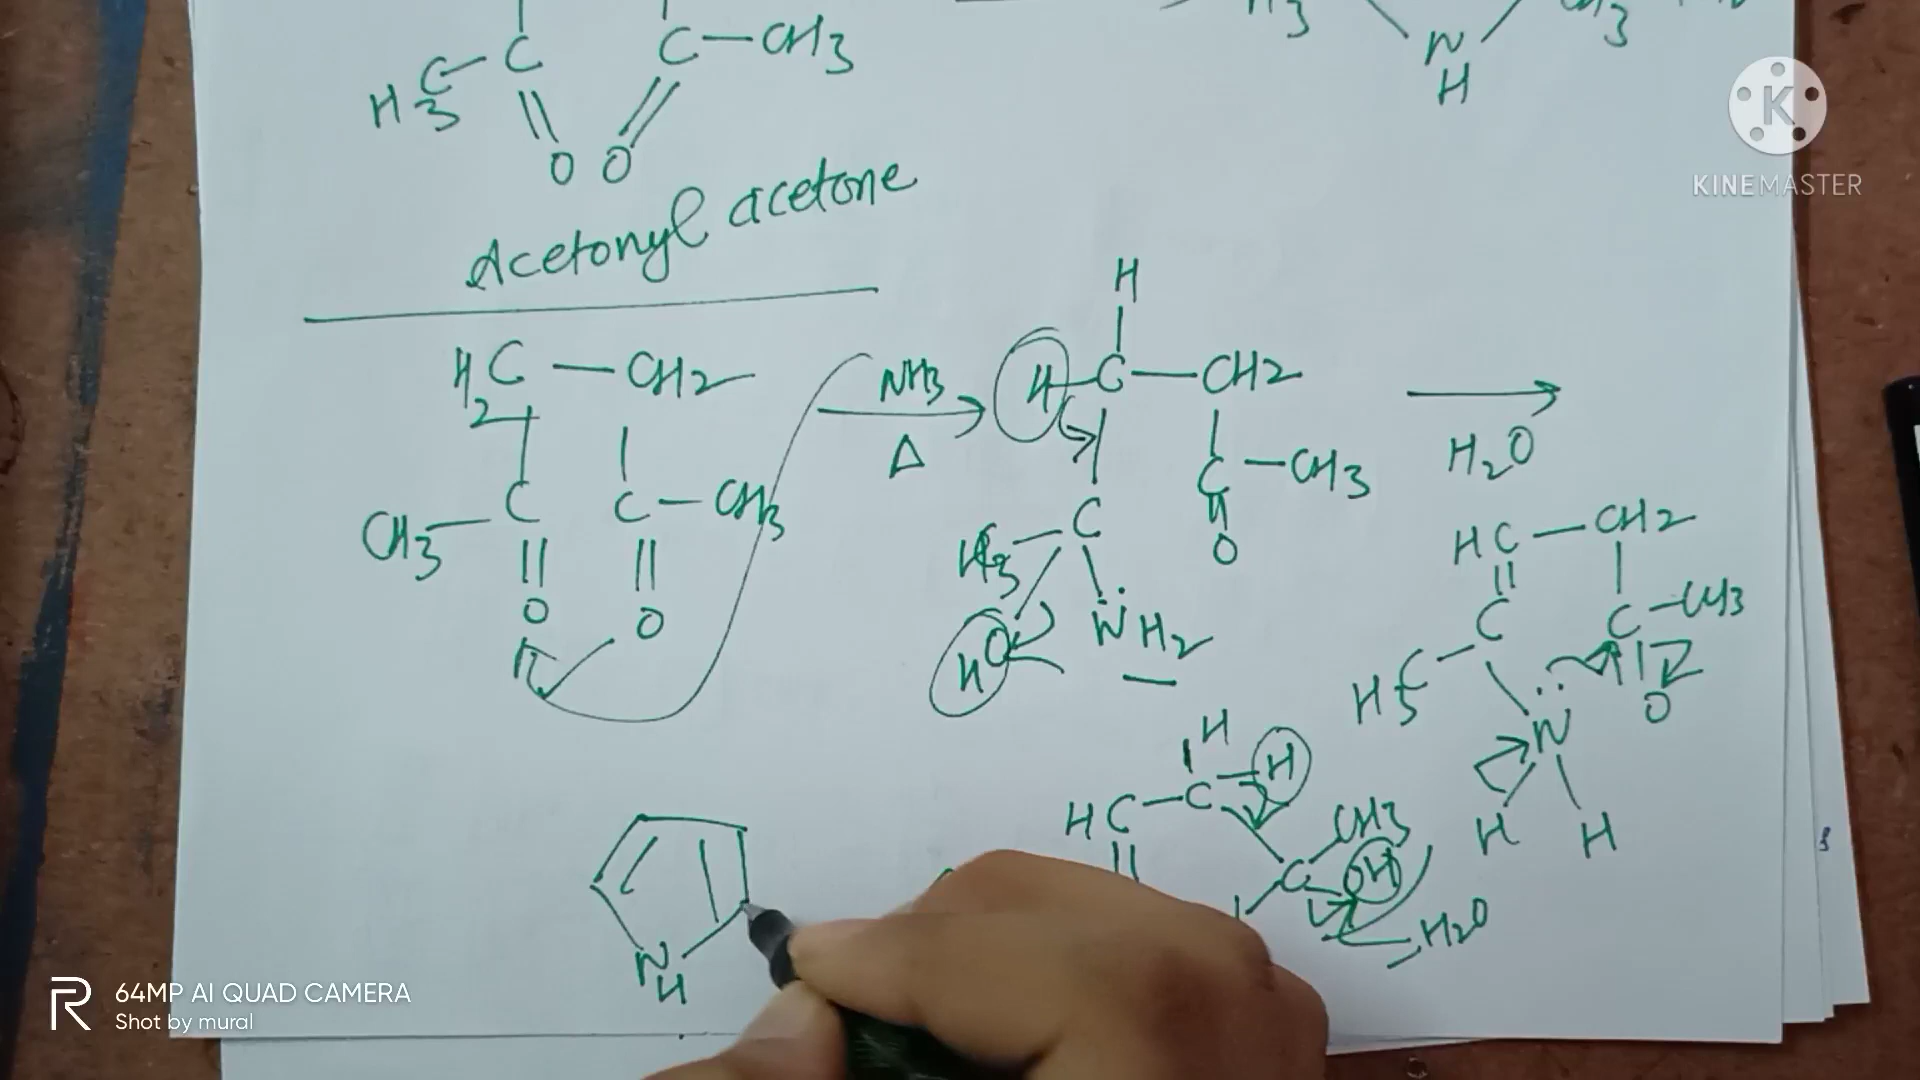 C C—CH3
H3C
O O
N
H
Acetonyl acetone
H2C—CH2
CH3—C C—CH3
O O
NH3
Δ
H
H—C—CH2
C—CH3
O
C
HO
NH2
H2O
HC—CH2
C C—CH3
H3C
O
N
H H
H
HC—C—H
CH3
C OH
H2O
N
H
K
KINEMASTER
64MP AI QUAD CAMERA
Shot by mural